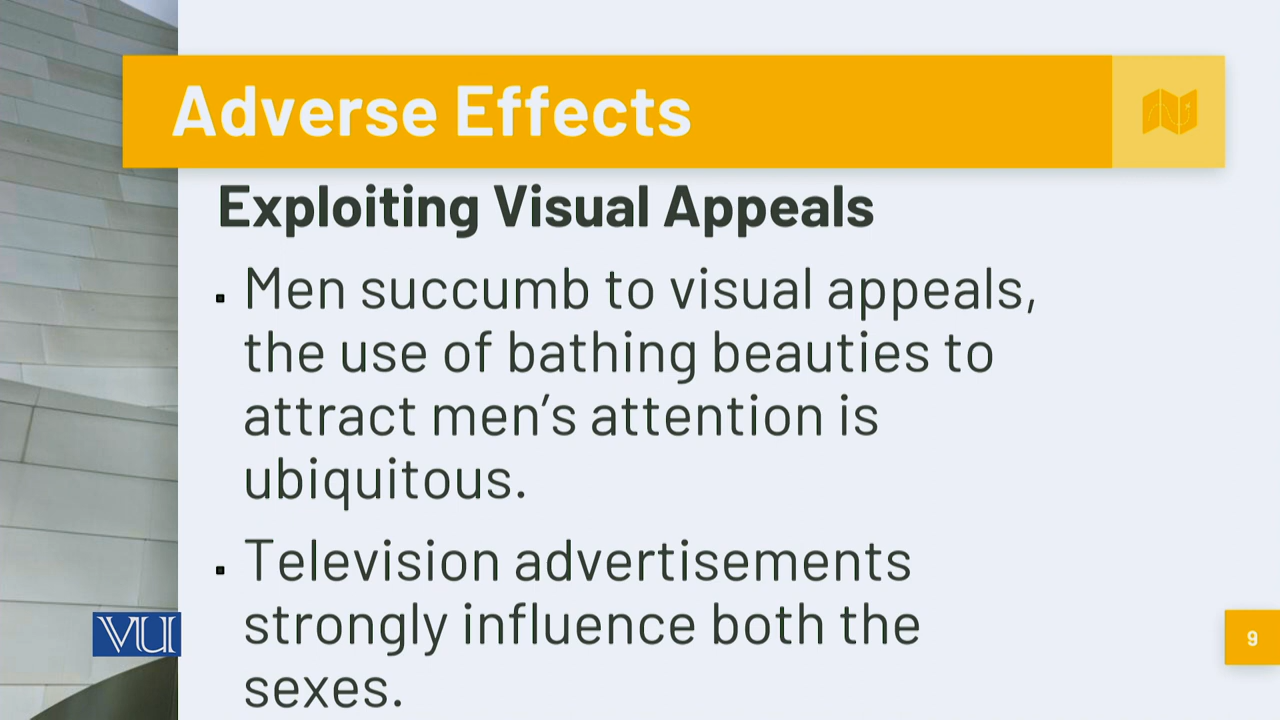 Adverse Effects
Exploiting Visual Appeals
▪ Men succumb to visual appeals,
the use of bathing beauties to
attract men’s attention is
ubiquitous.
▪ Television advertisements
strongly influence both the
sexes.
VU
9